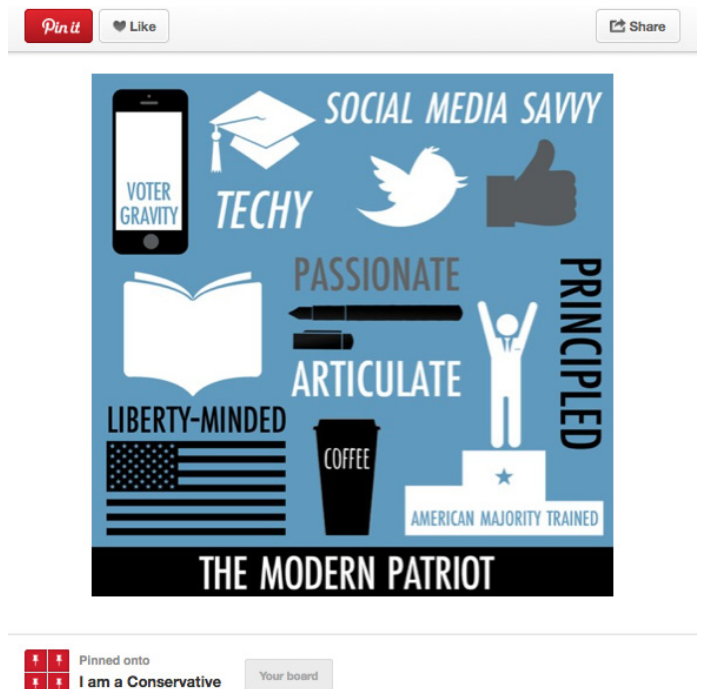 Pin it
Like
Share
SOCIAL MEDIA SAVVY
VOTER
GRAVITY
TECHY
PASSIONATE
PRINCIPLED
ARTICULATE
LIBERTY-MINDED
COFFEE
AMERICAN MAJORITY TRAINED
THE MODERN PATRIOT
Pinned onto
I am a Conservative
Your board